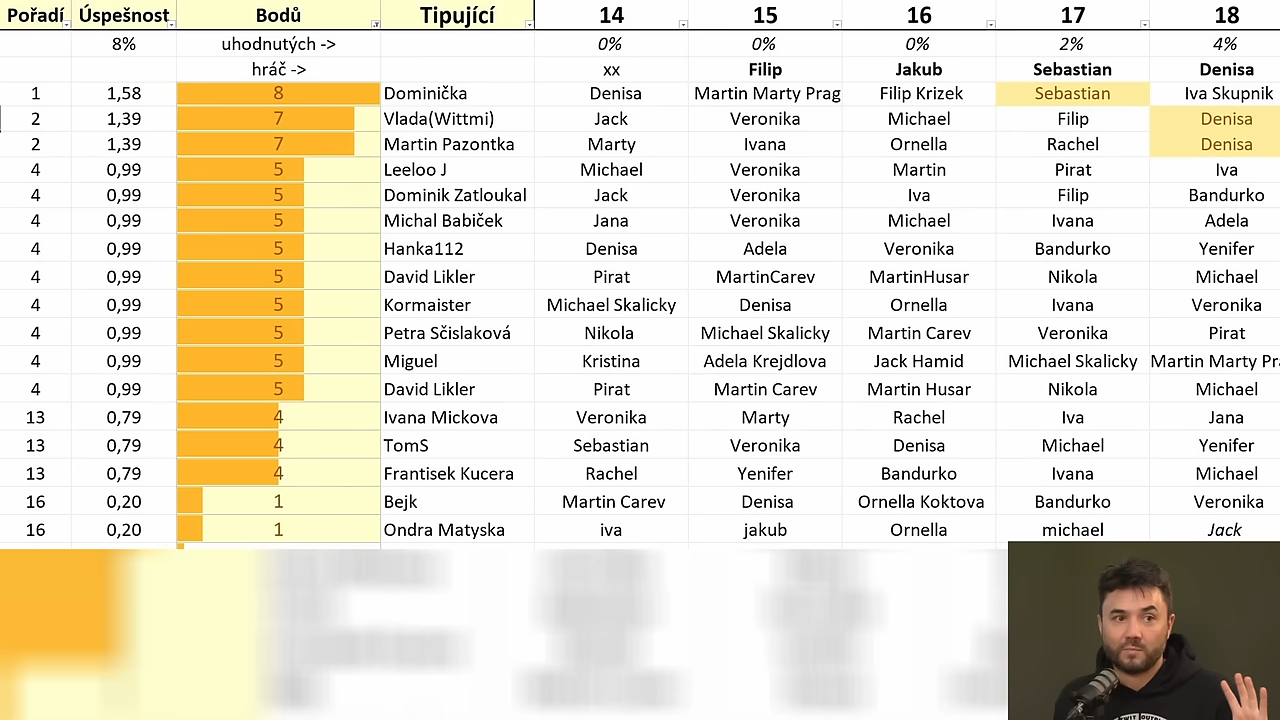 Pořadí Úspešnost Bodů Tipující 14 15 16 17 18
8% uhodnutých -> 0% 0% 0% 2% 4%
hráč -> xx Filip Jakub Sebastian Denisa
1 1,58 8 Dominička Denisa Martin Marty Prag Filip Krizek Sebastian Iva Skupnik
2 1,39 7 Vlada(Wittmi) Jack Veronika Michael Filip Denisa
2 1,39 7 Martin Pazontka Marty Ivana Ornella Rachel Denisa
4 0,99 5 Leeloo J Michael Veronika Martin Pirat Iva
4 0,99 5 Dominik Zatloukal Jack Veronika Iva Filip Bandurko
4 0,99 5 Michal Babiček Jana Veronika Michael Ivana Adela
4 0,99 5 Hanka112 Denisa Adela Veronika Bandurko Yenifer
4 0,99 5 David Likler Pirat MartinCarev MartinHusar Nikola Michael
4 0,99 5 Kormaister Michael Skalicky Denisa Ornella Ivana Veronika
4 0,99 5 Petra Sčislaková Nikola Michael Skalicky Martin Carev Veronika Pirat
4 0,99 5 Miguel Kristina Adela Krejdlova Jack Hamid Michael Skalicky Martin Marty Pr
4 0,99 5 David Likler Pirat Martin Carev Martin Husar Nikola Michael
13 0,79 4 Ivana Mickova Veronika Marty Rachel Iva Jana
13 0,79 4 TomS Sebastian Veronika Denisa Michael Yenifer
13 0,79 4 Frantisek Kucera Rachel Yenifer Bandurko Ivana Michael
16 0,20 1 Bejk Martin Carev Denisa Ornella Koktova Bandurko Veronika
16 0,20 1 Ondra Matyska iva jakub Ornella michael Jack